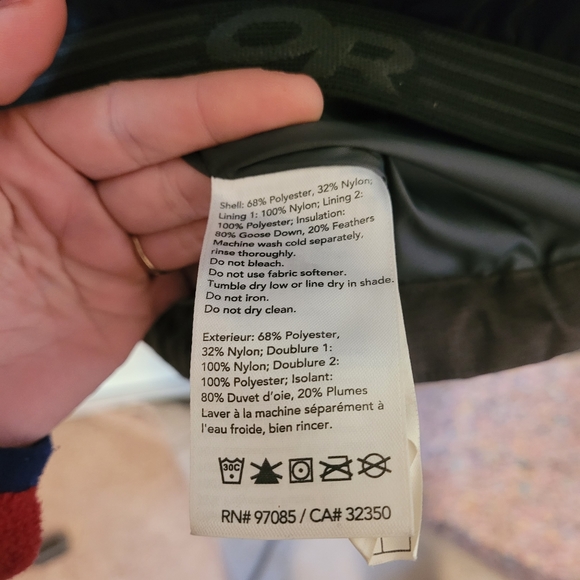 OR
Shell: 68% Polyester, 32% Nylon;
Lining 1: 100% Nylon; Lining 2:
100% Polyester; Insulation:
80% Goose Down, 20% Feathers
Machine wash cold separately.
rinse thoroughly.
Do not bleach.
Do not use fabric softener.
Tumble dry low or line dry in shade.
Do not iron.
Do not dry clean.
Exterieur: 68% Polyester,
32% Nylon; Doublure 1:
100% Nylon; Doublure 2:
100% Polyester; Isolant:
80% Duvet d'oie, 20% Plumes
Laver à la machine séparément à
l'eau froide, bien rincer.
30C
RN# 97085 / CA# 32350